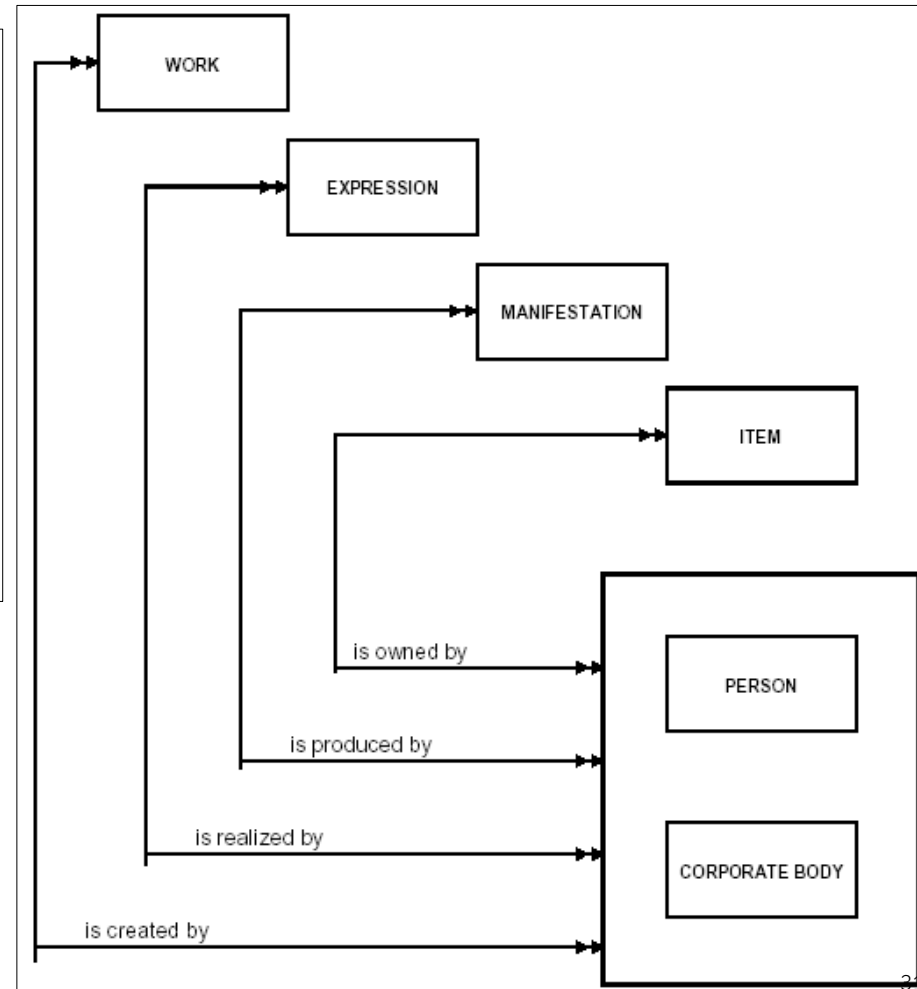 WORK
EXPRESSION
MANIFESTATION
ITEM
is owned by
PERSON
is produced by
is realized by
CORPORATE BODY
is created by